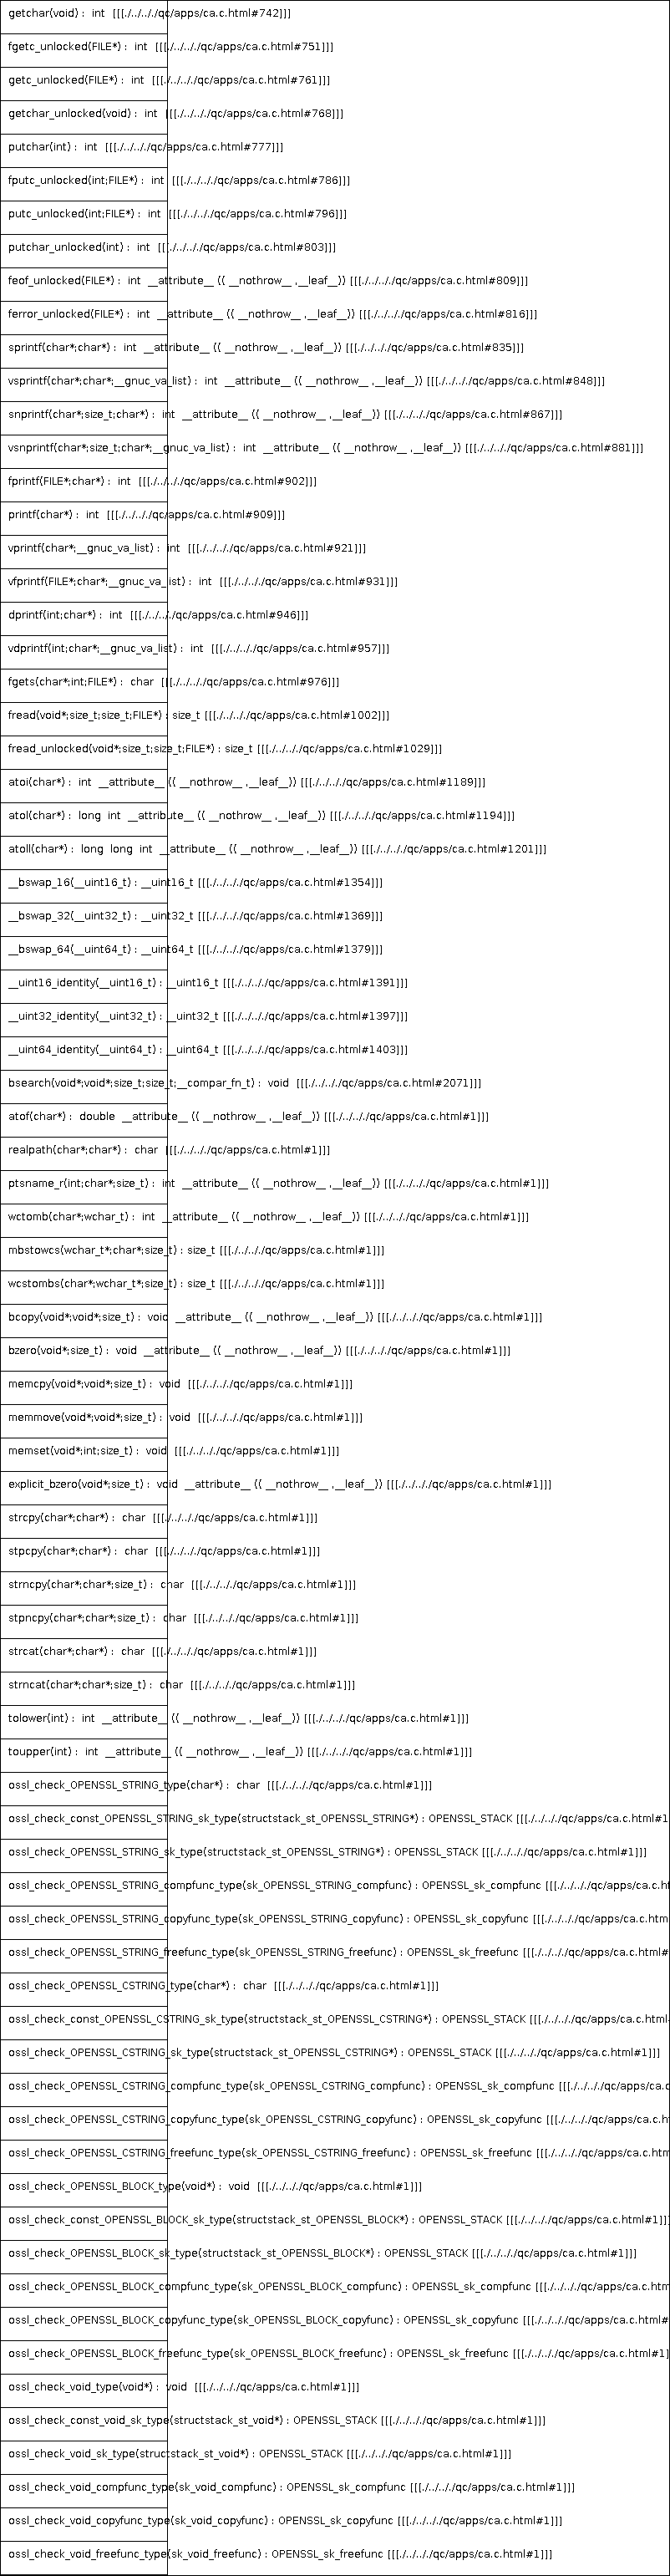 getchar(void) : int [[[./../.././qc/apps/ca.c.html#742]]]
fgetc_unlocked(FILE*) : int [[[./../.././qc/apps/ca.c.html#751]]]
getc_unlocked(FILE*) : int [[[./../.././qc/apps/ca.c.html#761]]]
getchar_unlocked(void) : int [[[./../.././qc/apps/ca.c.html#768]]]
putchar(int) : int [[[./../.././qc/apps/ca.c.html#777]]]
fputc_unlocked(int;FILE*) : int [[[./../.././qc/apps/ca.c.html#786]]]
putc_unlocked(int;FILE*) : int [[[./../.././qc/apps/ca.c.html#796]]]
putchar_unlocked(int) : int [[[./../.././qc/apps/ca.c.html#803]]]
feof_unlocked(FILE*) : int __attribute__ (( __nothrow__ ,__leaf__)) [[[./../.././qc/apps/ca.c.html#809]]]
ferror_unlocked(FILE*) : int __attribute__ (( __nothrow__ ,__leaf__)) [[[./../.././qc/apps/ca.c.html#816]]]
sprintf(char*;char*) : int __attribute__ (( __nothrow__ ,__leaf__)) [[[./../.././qc/apps/ca.c.html#835]]]
vsprintf(char*;char*;__gnuc_va_list) : int __attribute__ (( __nothrow__ ,__leaf__)) [[[./../.././qc/apps/ca.c.html#848]]]
snprintf(char*;size_t;char*) : int __attribute__ (( __nothrow__ ,__leaf__)) [[[./../.././qc/apps/ca.c.html#867]]]
vsnprintf(char*;size_t;char*;__gnuc_va_list) : int __attribute__ (( __nothrow__ ,__leaf__)) [[[./../.././qc/apps/ca.c.html#881]]]
fprintf(FILE*;char*) : int [[[./../.././qc/apps/ca.c.html#902]]]
printf(char*) : int [[[./../.././qc/apps/ca.c.html#909]]]
vprintf(char*;__gnuc_va_list) : int [[[./../.././qc/apps/ca.c.html#921]]]
vfprintf(FILE*;char*;__gnuc_va_list) : int [[[./../.././qc/apps/ca.c.html#931]]]
dprintf(int;char*) : int [[[./../.././qc/apps/ca.c.html#946]]]
vdprintf(int;char*;__gnuc_va_list) : int [[[./../.././qc/apps/ca.c.html#957]]]
fgets(char*;int;FILE*) : char [[[./../.././qc/apps/ca.c.html#976]]]
fread(void*;size_t;size_t;FILE*) : size_t [[[./../.././qc/apps/ca.c.html#1002]]]
fread_unlocked(void*;size_t;size_t;FILE*) : size_t [[[./../.././qc/apps/ca.c.html#1029]]]
atoi(char*) : int __attribute__ (( __nothrow__ ,__leaf__)) [[[./../.././qc/apps/ca.c.html#1189]]]
atol(char*) : long int __attribute__ (( __nothrow__ ,__leaf__)) [[[./../.././qc/apps/ca.c.html#1194]]]
atoll(char*) : long long int __attribute__ (( __nothrow__ ,__leaf__)) [[[./../.././qc/apps/ca.c.html#1201]]]
__bswap_16(__uint16_t) : __uint16_t [[[./../.././qc/apps/ca.c.html#1354]]]
__bswap_32(__uint32_t) : __uint32_t [[[./../.././qc/apps/ca.c.html#1369]]]
__bswap_64(__uint64_t) : __uint64_t [[[./../.././qc/apps/ca.c.html#1379]]]
__uint16_identity(__uint16_t) : __uint16_t [[[./../.././qc/apps/ca.c.html#1391]]]
__uint32_identity(__uint32_t) : __uint32_t [[[./../.././qc/apps/ca.c.html#1397]]]
__uint64_identity(__uint64_t) : __uint64_t [[[./../.././qc/apps/ca.c.html#1403]]]
bsearch(void*;void*;size_t;size_t;__compar_fn_t) : void [[[./../.././qc/apps/ca.c.html#2071]]]
atof(char*) : double __attribute__ (( __nothrow__ ,__leaf__)) [[[./../.././qc/apps/ca.c.html#1]]]
realpath(char*;char*) : char [[[./../.././qc/apps/ca.c.html#1]]]
ptsname_r(int;char*;size_t) : int __attribute__ (( __nothrow__ ,__leaf__)) [[[./../.././qc/apps/ca.c.html#1]]]
wctomb(char*;wchar_t) : int __attribute__ (( __nothrow__ ,__leaf__)) [[[./../.././qc/apps/ca.c.html#1]]]
mbstowcs(wchar_t*;char*;size_t) : size_t [[[./../.././qc/apps/ca.c.html#1]]]
wcstombs(char*;wchar_t*;size_t) : size_t [[[./../.././qc/apps/ca.c.html#1]]]
bcopy(void*;void*;size_t) : void __attribute__ (( __nothrow__ ,__leaf__)) [[[./../.././qc/apps/ca.c.html#1]]]
bzero(void*;size_t) : void __attribute__ (( __nothrow__ ,__leaf__)) [[[./../.././qc/apps/ca.c.html#1]]]
memcpy(void*;void*;size_t) : void [[[./../.././qc/apps/ca.c.html#1]]]
memmove(void*;void*;size_t) : void [[[./../.././qc/apps/ca.c.html#1]]]
memset(void*;int;size_t) : void [[[./../.././qc/apps/ca.c.html#1]]]
explicit_bzero(void*;size_t) : void __attribute__ (( __nothrow__ ,__leaf__)) [[[./../.././qc/apps/ca.c.html#1]]]
strcpy(char*;char*) : char [[[./../.././qc/apps/ca.c.html#1]]]
stpcpy(char*;char*) : char [[[./../.././qc/apps/ca.c.html#1]]]
strncpy(char*;char*;size_t) : char [[[./../.././qc/apps/ca.c.html#1]]]
stpncpy(char*;char*;size_t) : char [[[./../.././qc/apps/ca.c.html#1]]]
strcat(char*;char*) : char [[[./../.././qc/apps/ca.c.html#1]]]
strncat(char*;char*;size_t) : char [[[./../.././qc/apps/ca.c.html#1]]]
tolower(int) : int __attribute__ (( __nothrow__ ,__leaf__)) [[[./../.././qc/apps/ca.c.html#1]]]
toupper(int) : int __attribute__ (( __nothrow__ ,__leaf__)) [[[./../.././qc/apps/ca.c.html#1]]]
ossl_check_OPENSSL_STRING_type(char*) : char [[[./../.././qc/apps/ca.c.html#1]]]
ossl_check_const_OPENSSL_STRING_sk_type(structstack_st_OPENSSL_STRING*) : OPENSSL_STACK [[[./../.././qc/apps/ca.c.html#1
ossl_check_OPENSSL_STRING_sk_type(structstack_st_OPENSSL_STRING*) : OPENSSL_STACK [[[./../.././qc/apps/ca.c.html#1]]]
ossl_check_OPENSSL_STRING_compfunc_type(sk_OPENSSL_STRING_compfunc) : OPENSSL_sk_compfunc [[[./../.././qc/apps/ca.c.ht
ossl_check_OPENSSL_STRING_copyfunc_type(sk_OPENSSL_STRING_copyfunc) : OPENSSL_sk_copyfunc [[[./../.././qc/apps/ca.c.htm
ossl_check_OPENSSL_STRING_freefunc_type(sk_OPENSSL_STRING_freefunc) : OPENSSL_sk_freefunc [[[./../.././qc/apps/ca.c.html#
ossl_check_OPENSSL_CSTRING_type(char*) : char [[[./../.././qc/apps/ca.c.html#1]]]
ossl_check_const_OPENSSL_CSTRING_sk_type(structstack_st_OPENSSL_CSTRING*) : OPENSSL_STACK [[[./../.././qc/apps/ca.c.html
ossl_check_OPENSSL_CSTRING_sk_type(structstack_st_OPENSSL_CSTRING*) : OPENSSL_STACK [[[./../.././qc/apps/ca.c.html#1]]]
ossl_check_OPENSSL_CSTRING_compfunc_type(sk_OPENSSL_CSTRING_compfunc) : OPENSSL_sk_compfunc [[[./../.././qc/apps/ca.c
ossl_check_OPENSSL_CSTRING_copyfunc_type(sk_OPENSSL_CSTRING_copyfunc) : OPENSSL_sk_copyfunc [[[./../.././qc/apps/ca.c.h
ossl_check_OPENSSL_CSTRING_freefunc_type(sk_OPENSSL_CSTRING_freefunc) : OPENSSL_sk_freefunc [[[./../.././qc/apps/ca.c.htm
ossl_check_OPENSSL_BLOCK_type(void*) : void [[[./../.././qc/apps/ca.c.html#1]]]
ossl_check_const_OPENSSL_BLOCK_sk_type(structstack_st_OPENSSL_BLOCK*) : OPENSSL_STACK [[[./../.././qc/apps/ca.c.html#1]]]
ossl_check_OPENSSL_BLOCK_sk_type(structstack_st_OPENSSL_BLOCK*) : OPENSSL_STACK [[[./../.././qc/apps/ca.c.html#1]]]
ossl_check_OPENSSL_BLOCK_compfunc_type(sk_OPENSSL_BLOCK_compfunc) : OPENSSL_sk_compfunc [[[./../.././qc/apps/ca.c.htm
ossl_check_OPENSSL_BLOCK_copyfunc_type(sk_OPENSSL_BLOCK_copyfunc) : OPENSSL_sk_copyfunc [[[./../.././qc/apps/ca.c.html#
ossl_check_OPENSSL_BLOCK_freefunc_type(sk_OPENSSL_BLOCK_freefunc) : OPENSSL_sk_freefunc [[[./../.././qc/apps/ca.c.html#1]
ossl_check_void_type(void*) : void [[[./../.././qc/apps/ca.c.html#1]]]
ossl_check_const_void_sk_type(structstack_st_void*) : OPENSSL_STACK [[[./../.././qc/apps/ca.c.html#1]]]
ossl_check_void_sk_type(structstack_st_void*) : OPENSSL_STACK [[[./../.././qc/apps/ca.c.html#1]]]
ossl_check_void_compfunc_type(sk_void_compfunc) : OPENSSL_sk_compfunc [[[./../.././qc/apps/ca.c.html#1]]]
ossl_check_void_copyfunc_type(sk_void_copyfunc) : OPENSSL_sk_copyfunc [[[./../.././qc/apps/ca.c.html#1]]]
ossl_check_void_freefunc_type(sk_void_freefunc) : OPENSSL_sk_freefunc [[[./../.././qc/apps/ca.c.html#1]]]